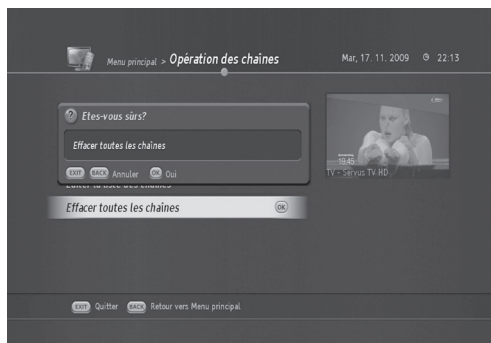 Menu principal > Opération des chaînes
Mar, 17. 11. 2009 22:13
? Etes-vous sûrs?
Effacer toutes les chaînes
EXIT BACK Annuler OK Oui
19:45
TV - Servus TV HD
Effacer toutes les chaînes OK
EXIT Quitter BACK Retour vers Menu principal